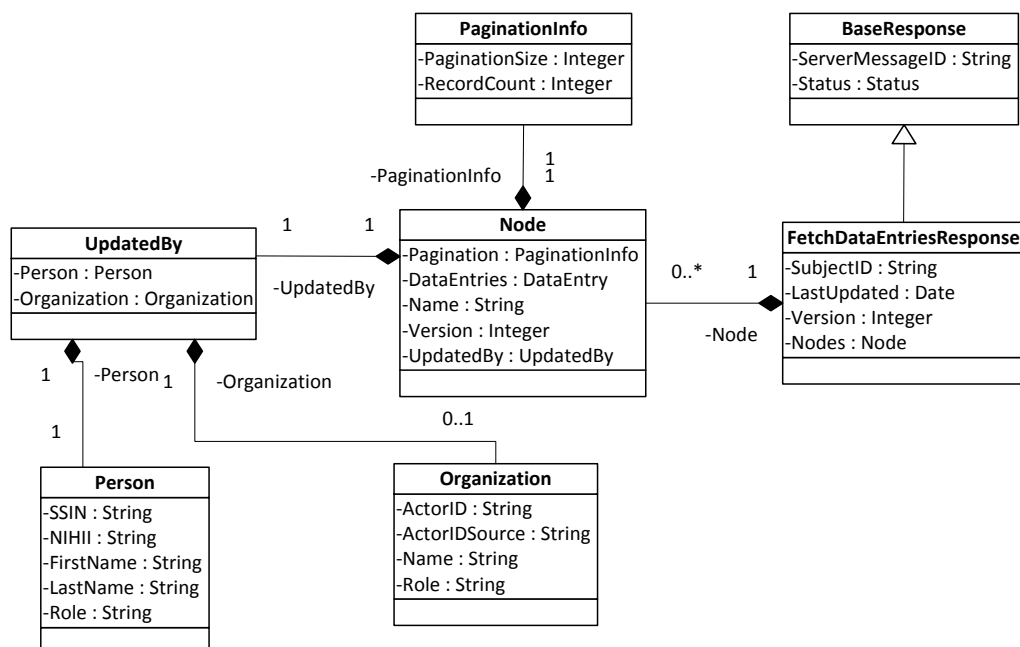 PaginationInfo
-PaginationSize : Integer
-RecordCount : Integer
BaseResponse
-ServerMessageID : String
-Status : Status
1
1
-PaginationInfo
UpdatedBy
-Person : Person
-Organization : Organization
1
1
-UpdatedBy
Node
-Pagination : PaginationInfo
-DataEntries : DataEntry
-Name : String
-Version : Integer
-UpdatedBy : UpdatedBy
0..*
1
-Node
FetchDataEntriesResponse
-SubjectID : String
-LastUpdated : Date
-Version : Integer
-Nodes : Node
1
-Person
1
-Organization
1
0..1
Person
-SSIN : String
-NIHII : String
-FirstName : String
-LastName : String
-Role : String
Organization
-ActorID : String
-ActorIDSource : String
-Name : String
-Role : String